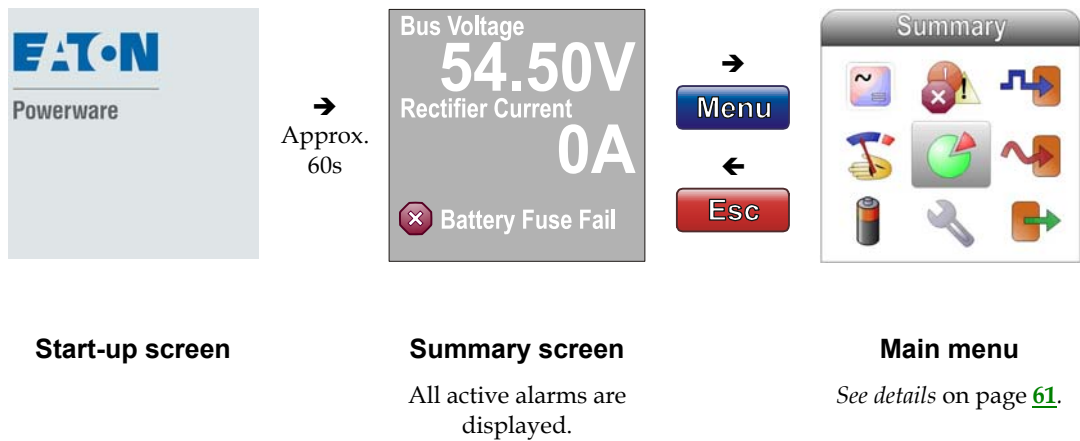 EATON
Powerware
→
Approx.
60s
Bus Voltage
54.50V
Rectifier Current
0A
Battery Fuse Fail
→
Menu
←
Esc
Summary
Start-up screen
Summary screen
All active alarms are
displayed.
Main menu
See details on page 61.